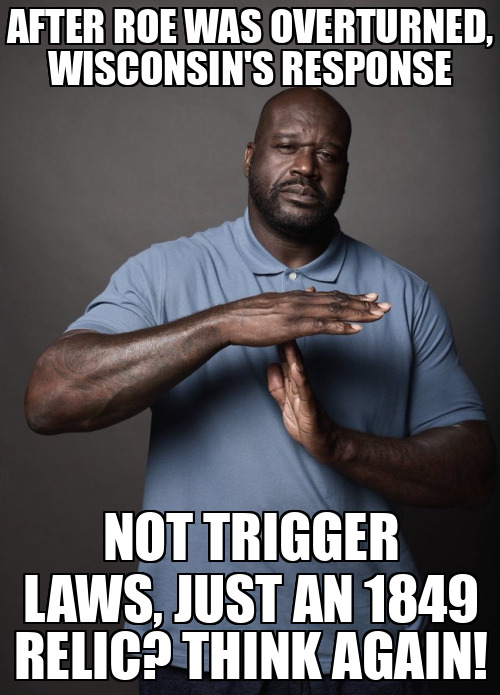 AFTER ROE WAS OVERTURNED,
WISCONSIN'S RESPONSE
NOT TRIGGER
LAWS, JUST AN 1849
RELIC? THINK AGAIN!